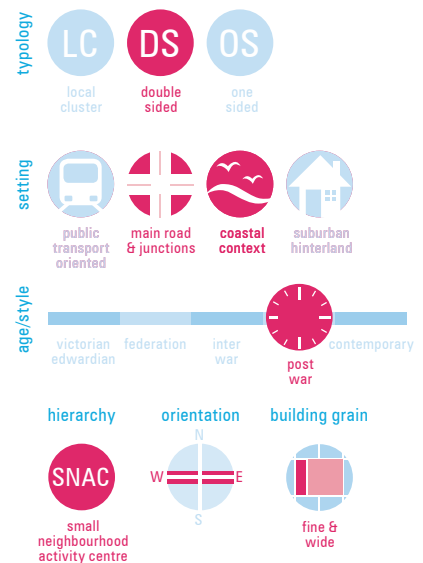 typology
LC
DS
OS
local
cluster
double
sided
one
sided
setting
public
transport
oriented
main road
& junctions
coastal
context
suburban
hinterland
age/style
victorian
edwardian
federation
inter
war
post
war
contemporary
hierarchy
orientation
building grain
N
SNAC
W
E
S
small
neighbourhood
activity centre
fine &
wide